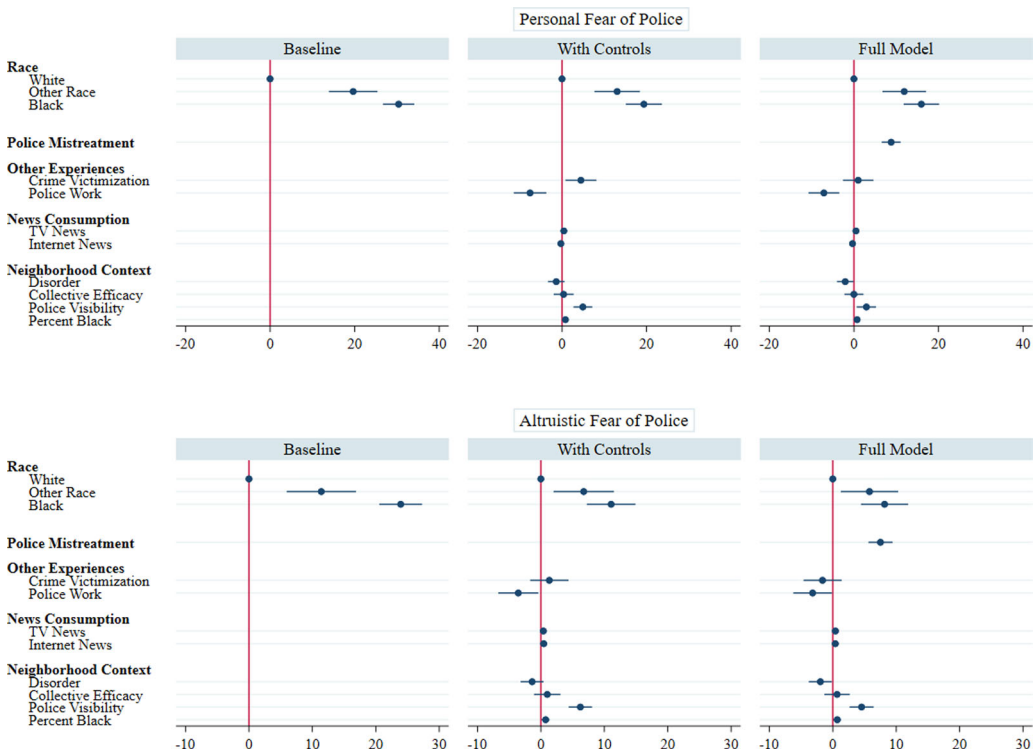 Personal Fear of Police
Baseline With Controls Full Model
Race
White
Other Race
Black
Police Mistreatment
Other Experiences
Crime Victimization
Police Work
News Consumption
TV News
Internet News
Neighborhood Context
Disorder
Collective Efficacy
Police Visibility
Percent Black
-20 0 20 40 -20 0 20 40 -20 0 20 40
Altruistic Fear of Police
Baseline With Controls Full Model
Race
White
Other Race
Black
Police Mistreatment
Other Experiences
Crime Victimization
Police Work
News Consumption
TV News
Internet News
Neighborhood Context
Disorder
Collective Efficacy
Police Visibility
Percent Black
-10 0 10 20 30 -10 0 10 20 30 -10 0 10 20 30